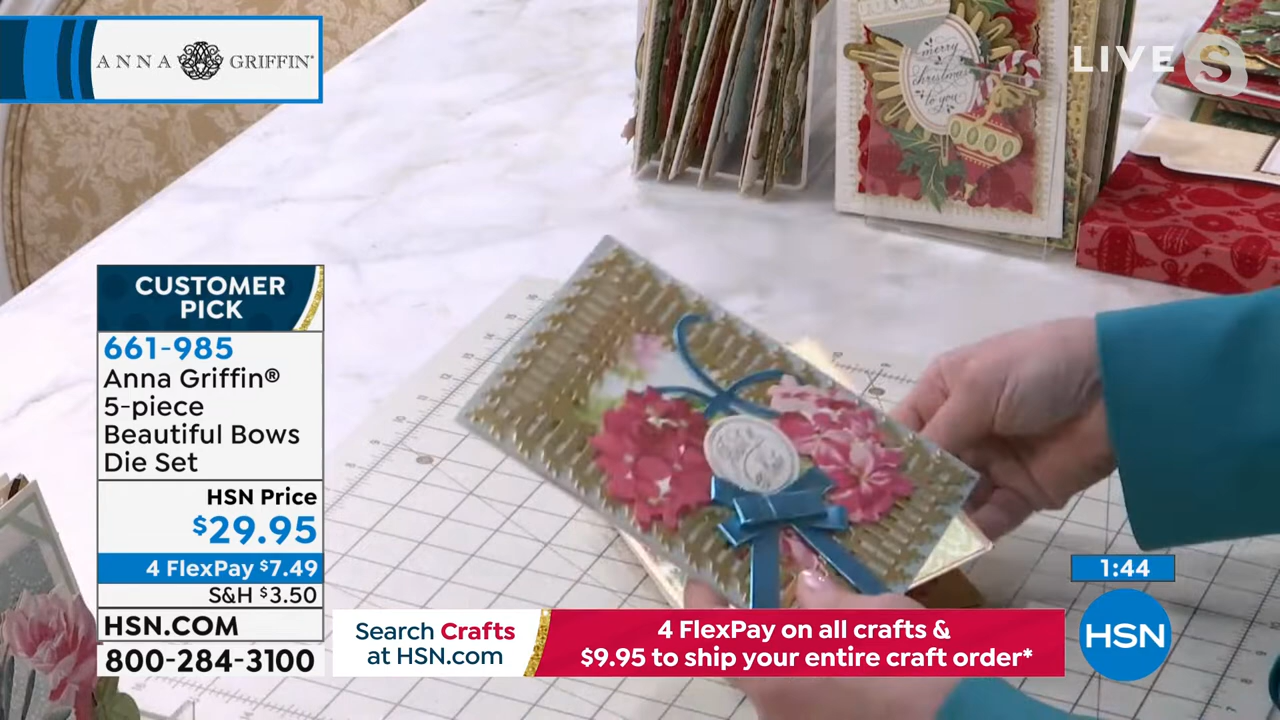 ANNA GRIFFIN
LIVE S
merry
christmas
to you
CUSTOMER
PICK
661-985
Anna Griffin®
5-piece
Beautiful Bows
Die Set
HSN Price
$29.95
4 FlexPay $7.49
S&H $3.50
HSN.COM
800-284-3100
Search Crafts
at HSN.com
4 FlexPay on all crafts &
$9.95 to ship your entire craft order*
1:44
HSN